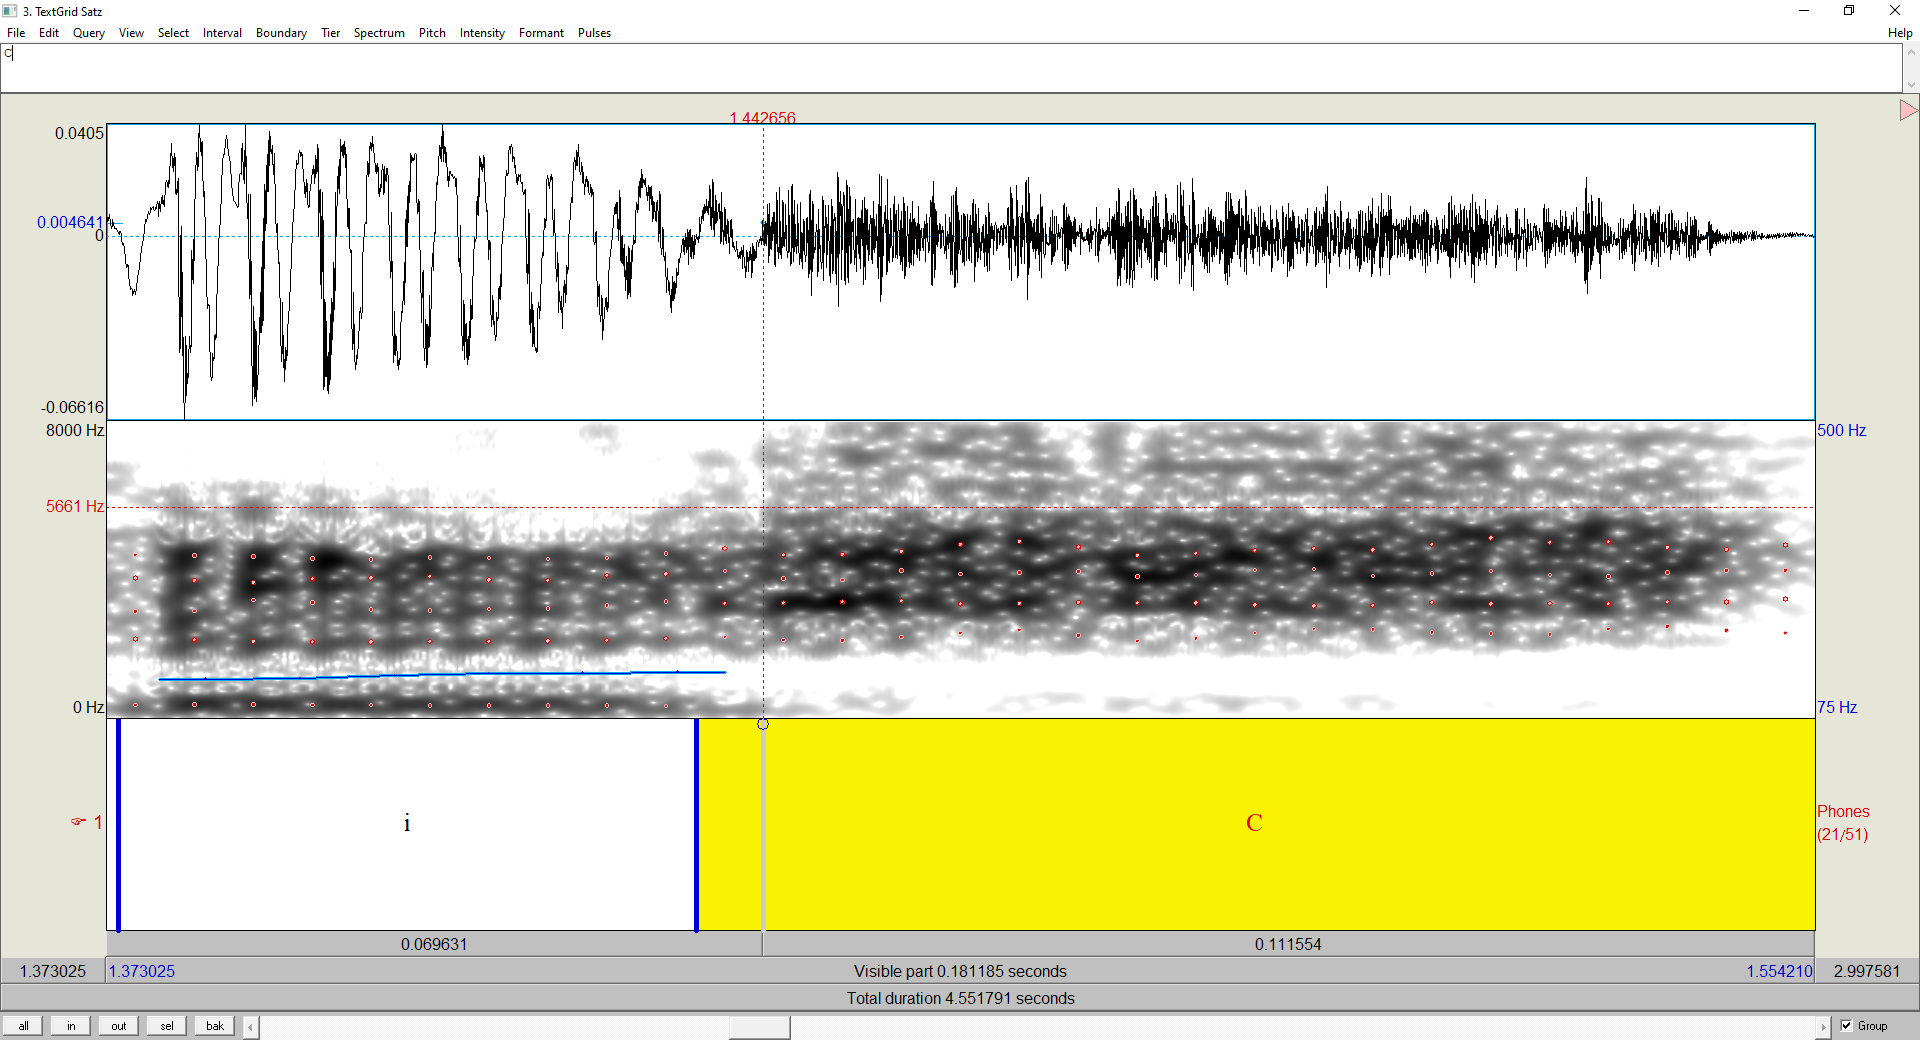 3. TextGrid Satz
File Edit Query View Select Interval Boundary Tier Spectrum Pitch Intensity Formant Pulses Help
C
1.442656
0.0405
0.004641
0
-0.06616
8000 Hz
500 Hz
5661 Hz
0 Hz
75 Hz
☞ 1
i
C
Phones
(21/51)
0.069631 0.111554
1.373025 1.373025 Visible part 0.181185 seconds 1.554210 2.997581
Total duration 4.551791 seconds
all in out sel bak Group